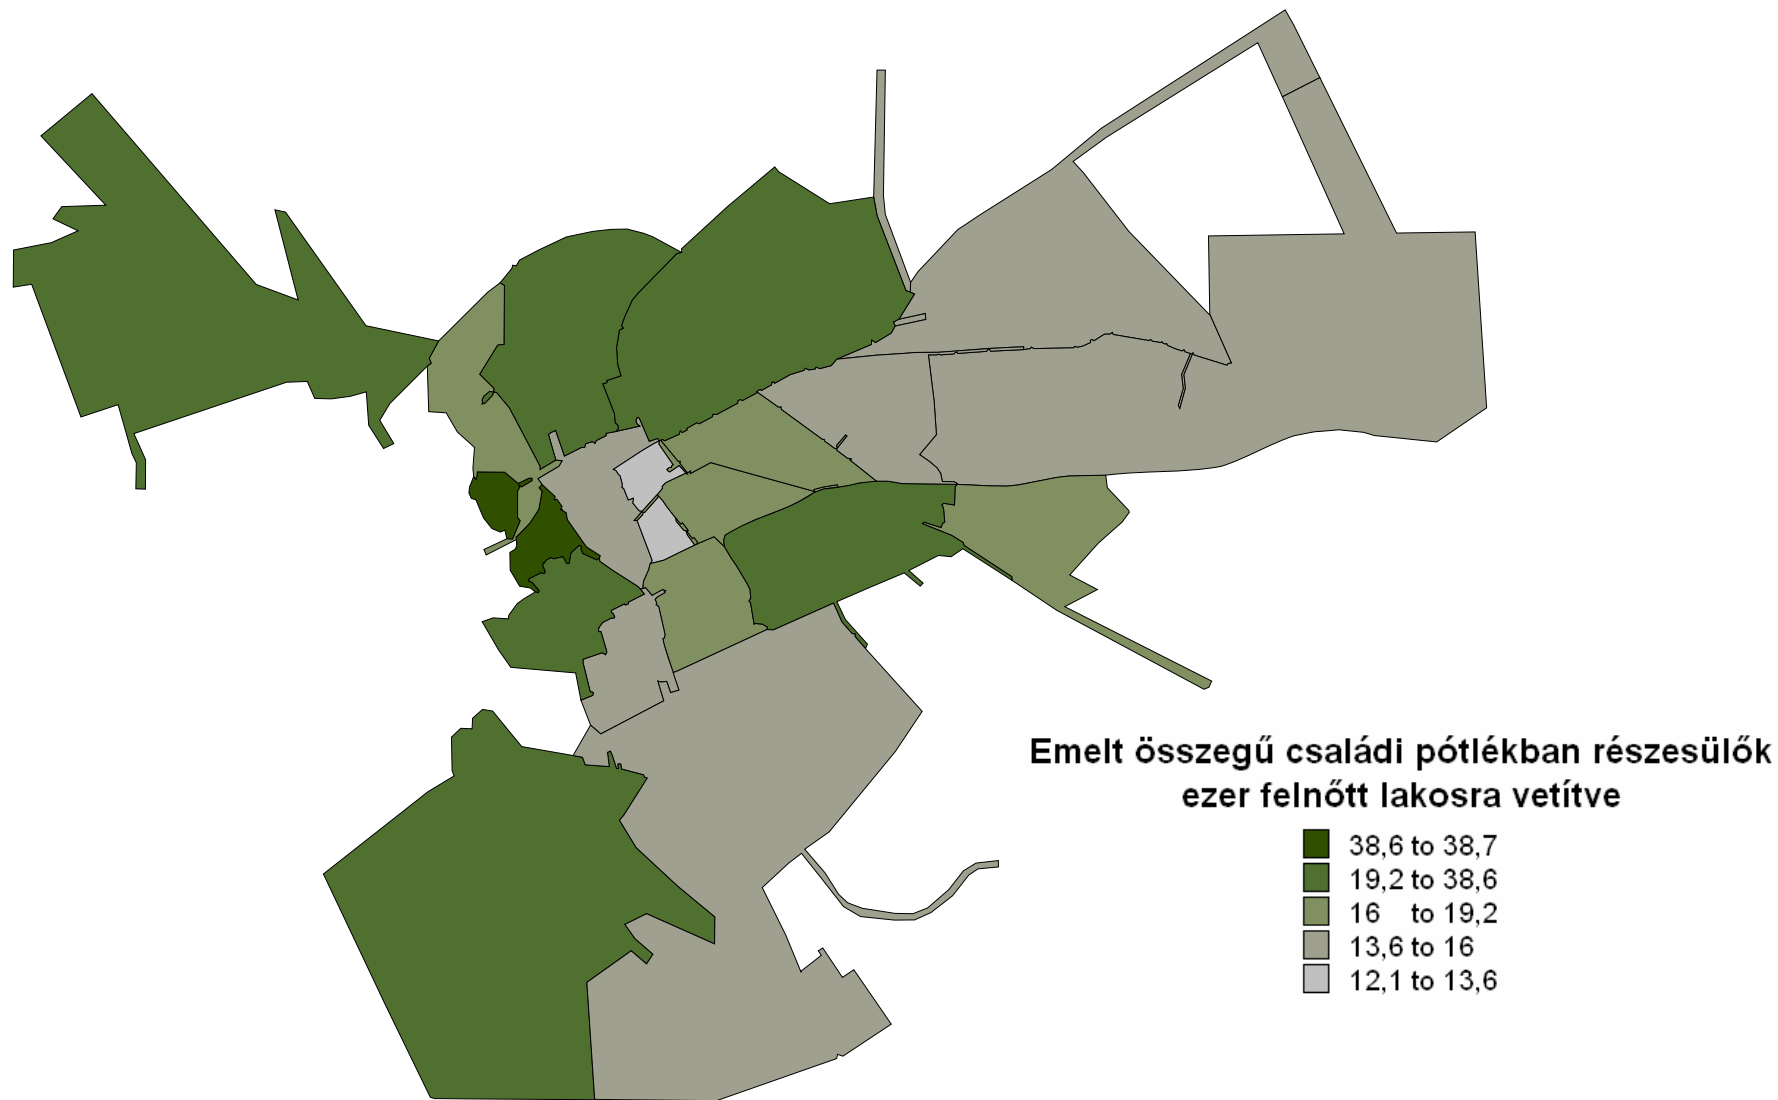 Emelt összegű családi pótlékban részesülők
ezer felnőtt lakosra vetítve
38,6 to 38,7
19,2 to 38,6
16 to 19,2
13,6 to 16
12,1 to 13,6